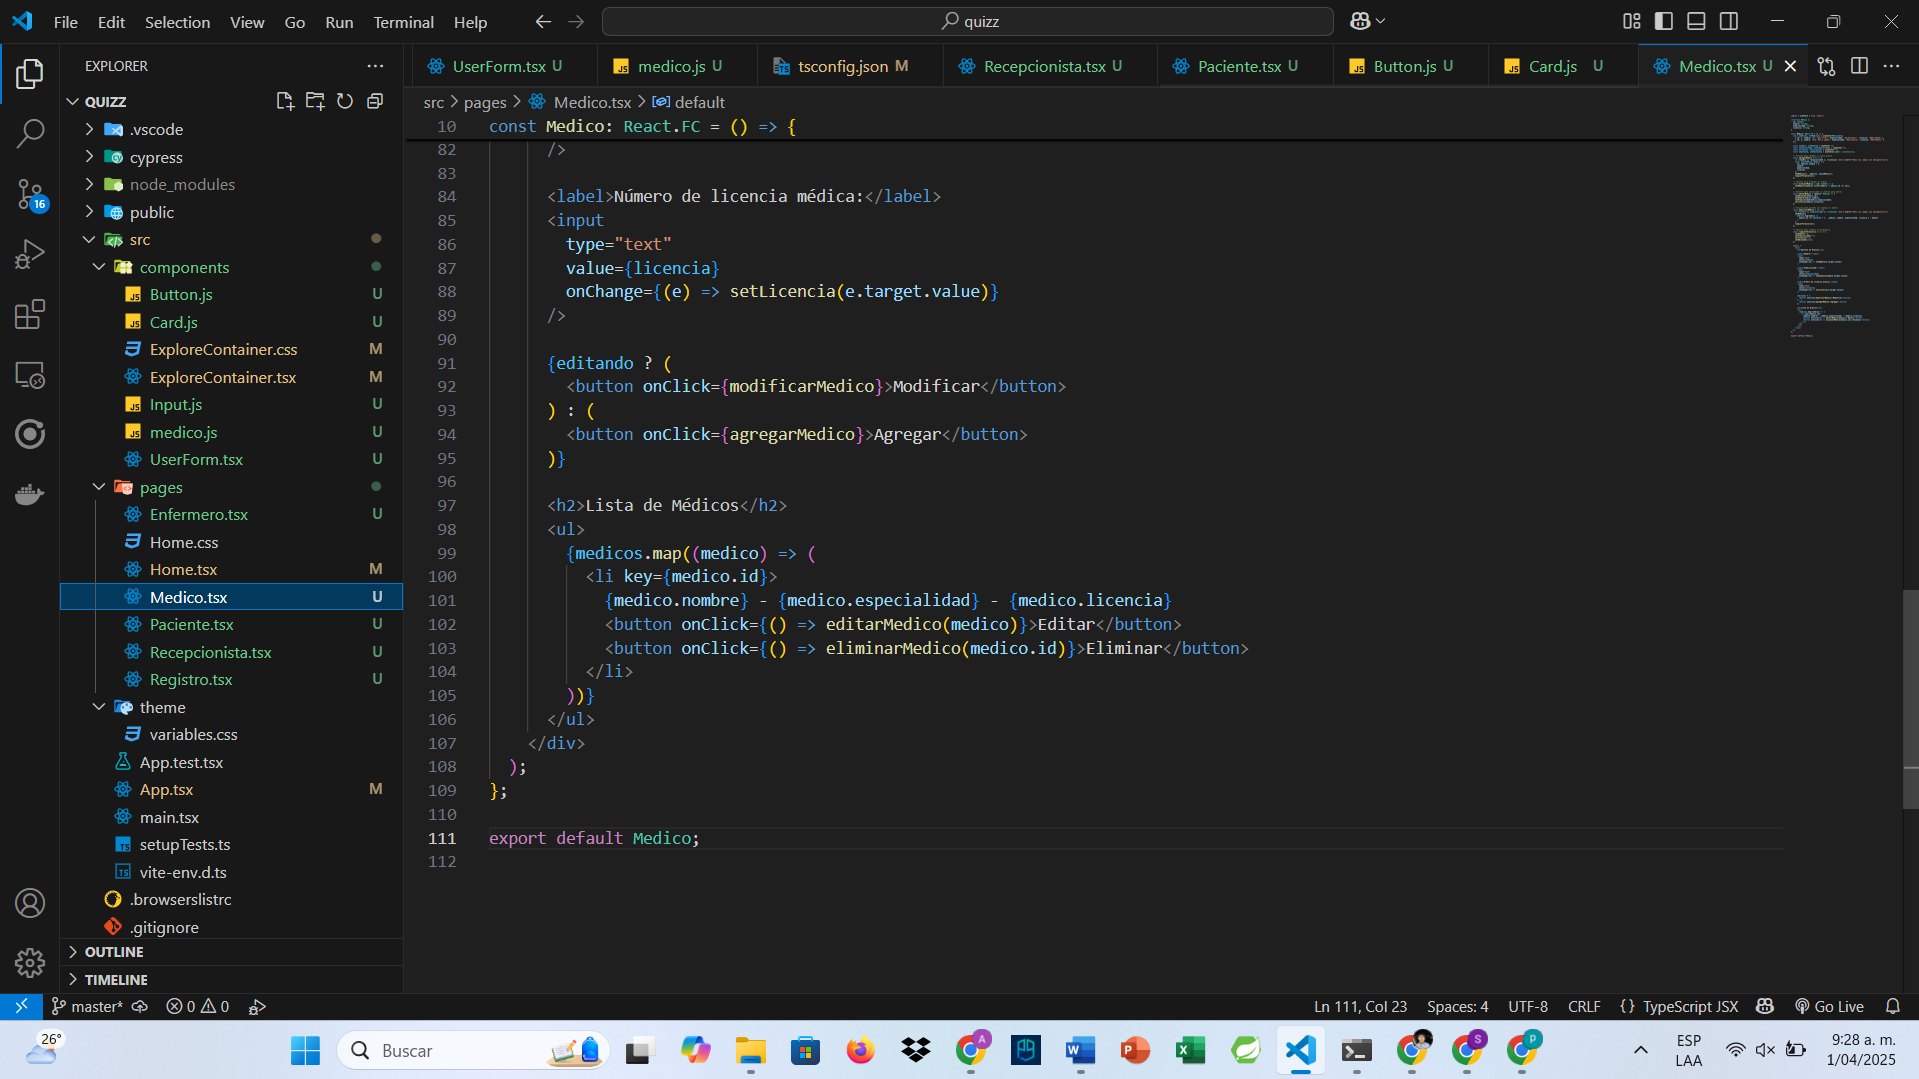 File Edit Selection View Go Run Terminal Help
quizz
EXPLORER
QUIZZ
.vscode
cypress
node_modules
public
src
components
Button.js U
Card.js U
ExploreContainer.css M
ExploreContainer.tsx M
Input.js U
medico.js U
UserForm.tsx U
pages
Enfermero.tsx U
Home.css
Home.tsx M
Medico.tsx U
Paciente.tsx U
Recepcionista.tsx U
Registro.tsx U
theme
variables.css
App.test.tsx
App.tsx M
main.tsx
setupTests.ts
vite-env.d.ts
.browserslistrc
.gitignore
OUTLINE
TIMELINE
16
UserForm.tsx U medico.js U tsconfig.json M Recepcionista.tsx U Paciente.tsx U Button.js U Card.js U Medico.tsx U
src > pages > Medico.tsx > default
10 const Medico: React.FC = () => {
82 />
83
84 <label>Número de licencia médica:</label>
85 <input
86 type="text"
87 value={licencia}
88 onChange={(e) => setLicencia(e.target.value)}
89 />
90
91 {editando ? (
92 <button onClick={modificarMedico}>Modificar</button>
93 ) : (
94 <button onClick={agregarMedico}>Agregar</button>
95 )}
96
97 <h2>Lista de Médicos</h2>
98 <ul>
99 {medicos.map((medico) => (
100 <li key={medico.id}>
101 {medico.nombre} - {medico.especialidad} - {medico.licencia}
102 <button onClick={() => editarMedico(medico)}>Editar</button>
103 <button onClick={() => eliminarMedico(medico.id)}>Eliminar</button>
104 </li>
105 ))}
106 </ul>
107 </div>
108 );
109 };
110
111 export default Medico;
112
master* 0 0 Ln 111, Col 23 Spaces: 4 UTF-8 CRLF {} TypeScript JSX Go Live
26° Buscar ESP LAA 9:28 a. m. 1/04/2025